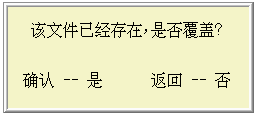 该文件已经存在,是否覆盖?
确认 -- 是 返回 -- 否